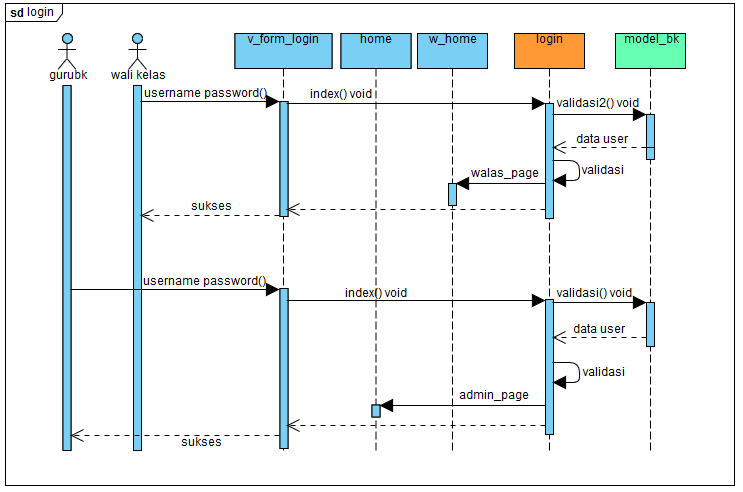 sd login
gurubk
wali kelas
v_form_login
home
w_home
login
model_bk
username password()
index() void
validasi2() void
data user
validasi
walas_page
sukses
username password()
index() void
validasi() void
data user
validasi
admin_page
sukses